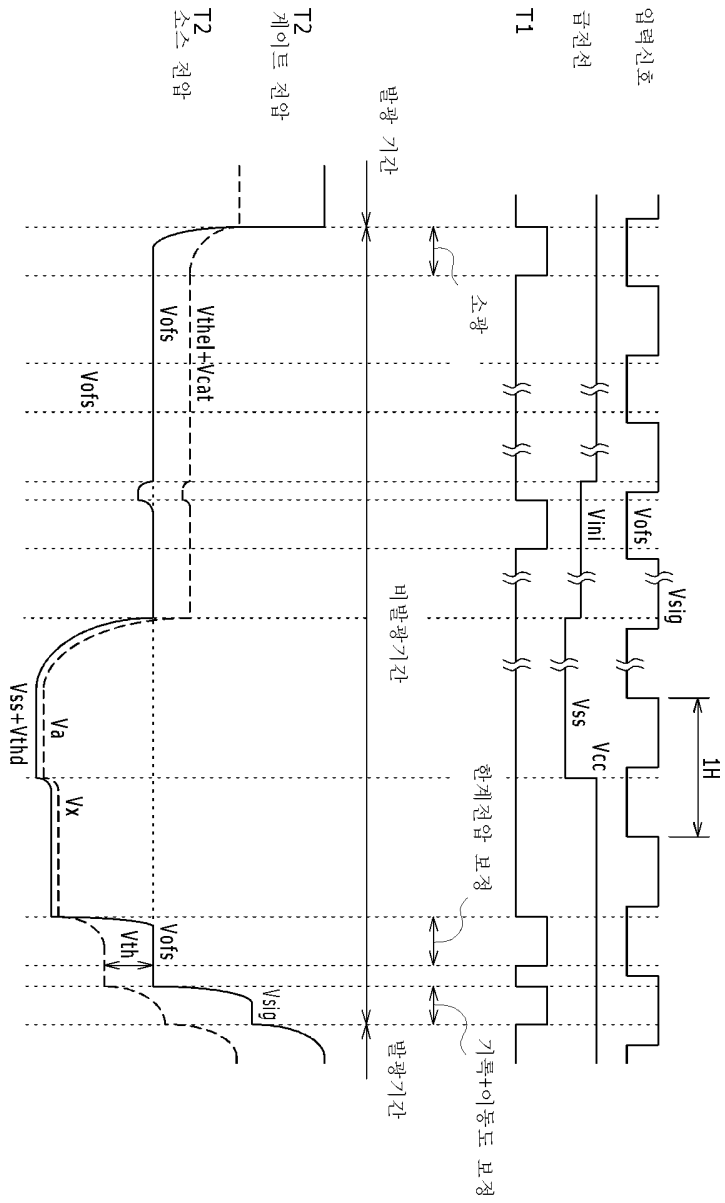 1H
입력신호
Vofs
Vsig
급전선
Vini
Vss
Vcc
T1
소광
한계전압 보정
기록+이동도 보정
발광 기간
비발광기간
발광기간
T2
게이트 전압
T2
소스 전압
Vsig
Vthel+Vcat
Vofs
Vofs
Vth
Vofs
Vx
Va
Vss+Vthd